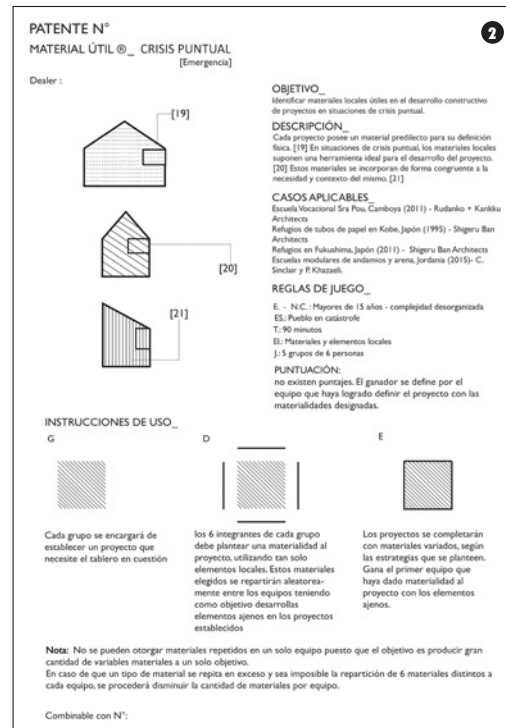 PATENTE N°
2
MATERIAL ÚTIL ®_ CRISIS PUNTUAL
[Emergencia]
Dealer :
[19]
[20]
[21]
OBJETIVO_
Identificar materiales locales útiles en el desarrollo constructivo
de proyectos en situaciones de crisis puntual.
DESCRIPCIÓN_
Cada proyecto posee un material predilecto para su definición
física. [19] En situaciones de crisis puntual, los materiales locales
suponen una herramienta ideal para el desarrollo del proyecto.
[20] Estos materiales se incorporan de forma congruente a la
necesidad y contexto del mismo. [21]
CASOS APLICABLES_
Escuela Vocacional Sra Pou, Camboya (2011) - Rudanko + Kankku
Architects
Refugios de tubos de papel en Kobe, Japón (1995) - Shigeru Ban
Architects
Refugios en Fukushima, Japón (2011) - Shigeru Ban Architects
Escuelas modulares de andamios y arena, Jordania (2015)- C.
Sinclair y P. Khazaeli.
REGLAS DE JUEGO_
E. - N.C. : Mayores de 15 años - complejidad desorganizada
ES.: Pueblo en catástrofe
T.: 90 minutos
El.: Materiales y elementos locales
J.: 5 grupos de 6 personas
PUNTUACIÓN:
no existen puntajes. El ganador se define por el
equipo que haya logrado definir el proyecto con las
materialidades designadas.
INSTRUCCIONES DE USO_
G
Cada grupo se encargará de
establecer un proyecto que
necesite el tablero en cuestión
D
los 6 integrantes de cada grupo
debe plantear una materialidad al
proyecto, utilizando tan solo
elementos locales. Estos materiales
elegidos se repartirán aleatorea-
mente entre los equipos teniendo
como objetivo desarrollas
elementos ajenos en los proyectos
establecidos
E
Los proyectos se completarán
con materiales variados, según
las estrategias que se planteen.
Gana el primer equipo que
haya dado materialidad al
proyecto con los elementos
ajenos.
Nota: No se pueden otorgar materiales repetidos en un solo equipo puesto que el objetivo es producir gran
cantidad de variables materiales a un solo objetivo.
En caso de que un tipo de material se repita en exceso y sea imposible la repartición de 6 materiales distintos a
cada equipo, se procederá disminuir la cantidad de materiales por equipo.
Combinable con N°: